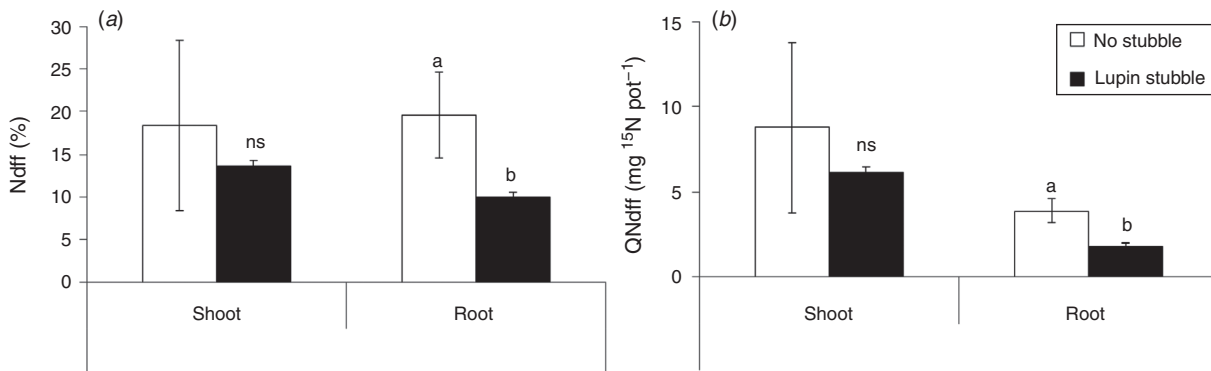 (a)
30
25
20
15
10
5
0
Ndff (%)
ns
a
b
Shoot Root
(b)
15
10
5
0
QNdff (mg ¹⁵N pot⁻¹)
ns
a
b
Shoot Root
No stubble
Lupin stubble